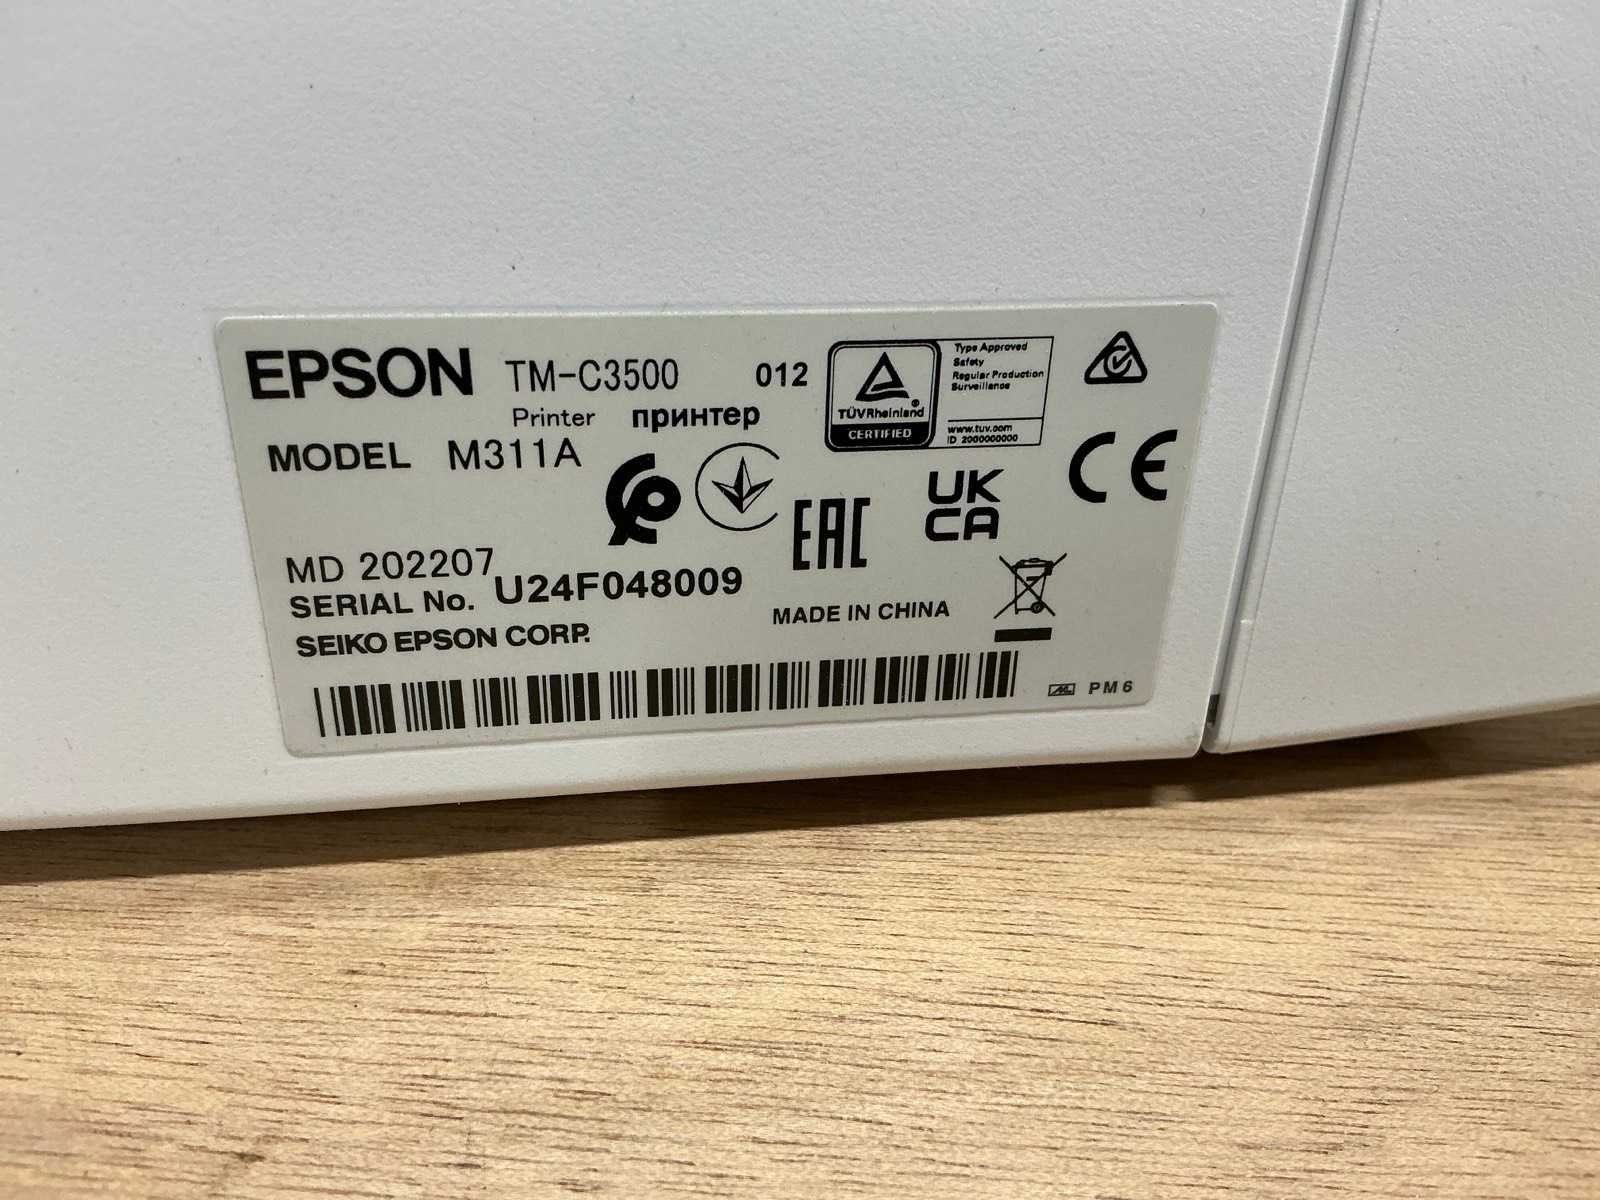 EPSON TM-C3500 012
Printer принтер
MODEL M311A
TÜVRheinland®
CERTIFIED
Type Approved
Safety
Regular Production
Surveillance
www.tuv.com
ID 2000000000
CE
UK
CA
EAC
MD 202207
SERIAL No. U24F048009
MADE IN CHINA
SEIKO EPSON CORP.
PM6